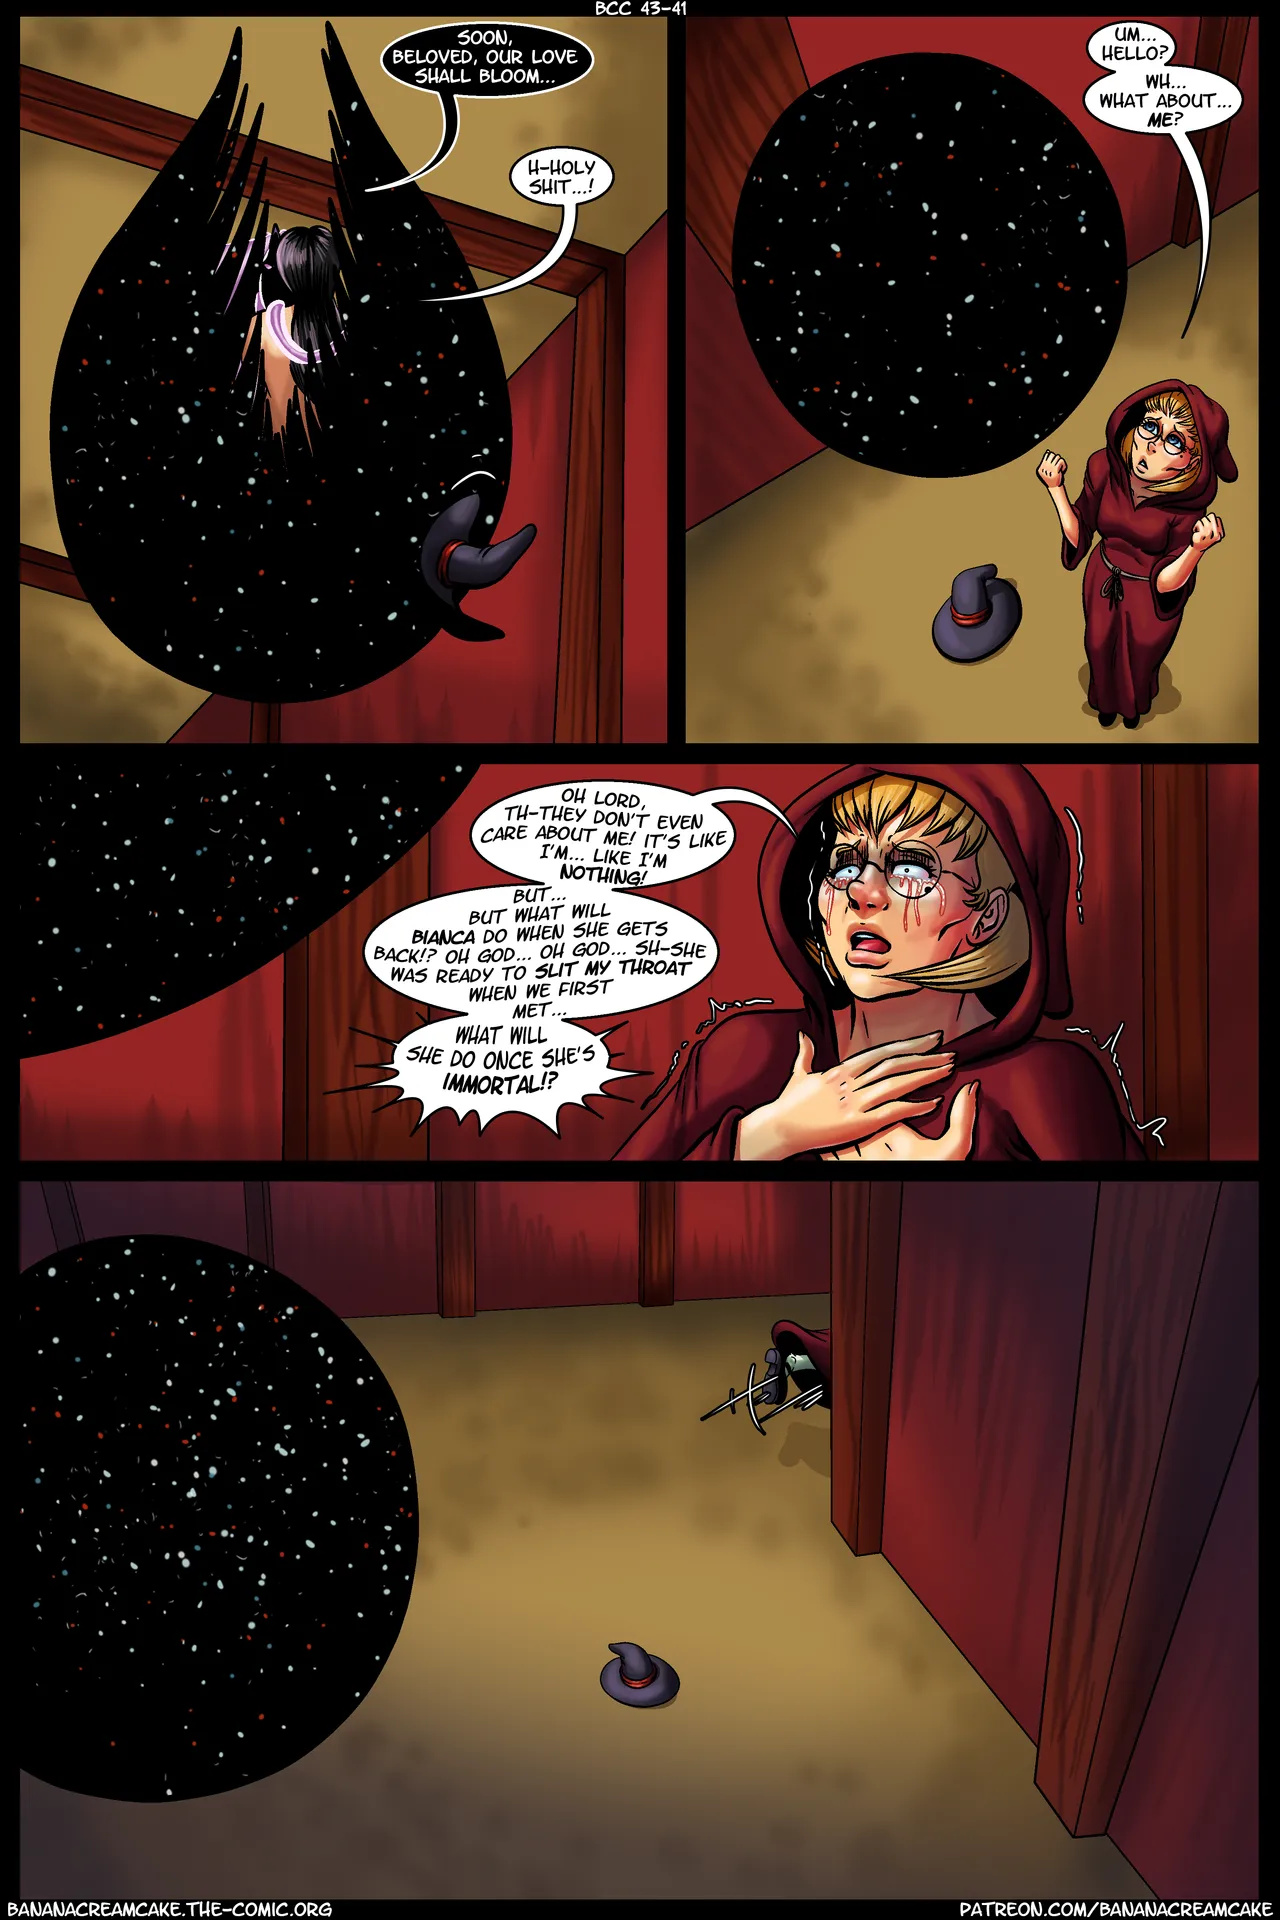 BCC 43-41
SOON,
BELOVED, OUR LOVE
SHALL BLOOM...
H-HOLY
SHIT...!
UM...
HELLO?
WH...
WHAT ABOUT...
ME?
OH LORD,
TH-THEY DON'T EVEN
CARE ABOUT ME! IT'S LIKE
I'M... LIKE I'M
NOTHING!
BUT...
BUT WHAT WILL
BIANCA DO WHEN SHE GETS
BACK!? OH GOD... OH GOD... SH-SHE
WAS READY TO SLIT MY THROAT
WHEN WE FIRST
MET...
WHAT WILL
SHE DO ONCE SHE'S
IMMORTAL!?
BANANACREAMCAKE.THE-COMIC.ORG
PATREON.COM/BANANACREAMCAKE